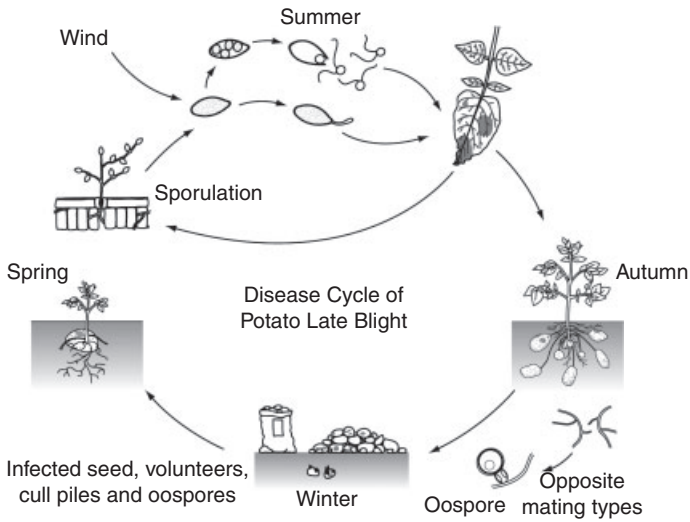 Summer
Wind
Sporulation
Spring
Autumn
Disease Cycle of
Potato Late Blight
Infected seed, volunteers,
cull piles and oospores
Winter
Oospore
Opposite
mating types